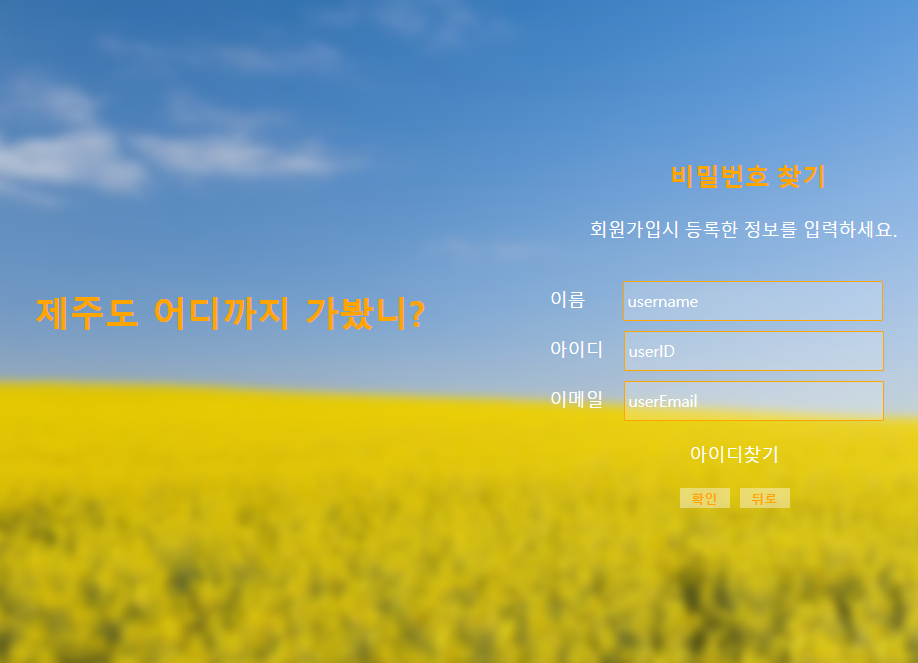 제주도 어디까지 가봤니?
비밀번호 찾기
회원가입시 등록한 정보를 입력하세요.
이름 username
아이디 userID
이메일 userEmail
아이디찾기
확인 뒤로